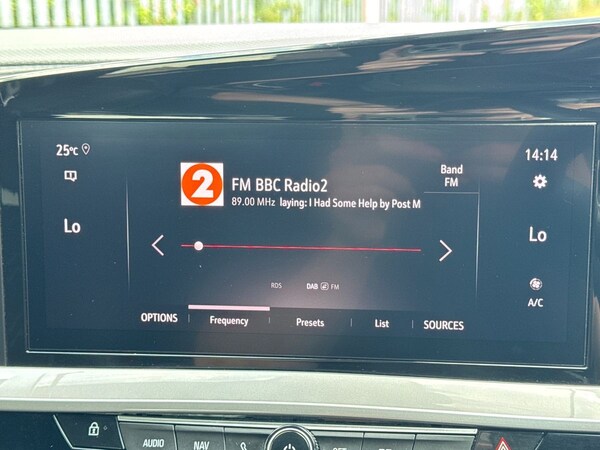 25°C
14:14
2
FM BBC Radio2
Band
FM
89.00 MHz laying: I Had Some Help by Post M
Lo
Lo
RDS DAB FM
A/C
OPTIONS Frequency Presets List SOURCES
AUDIO NAV